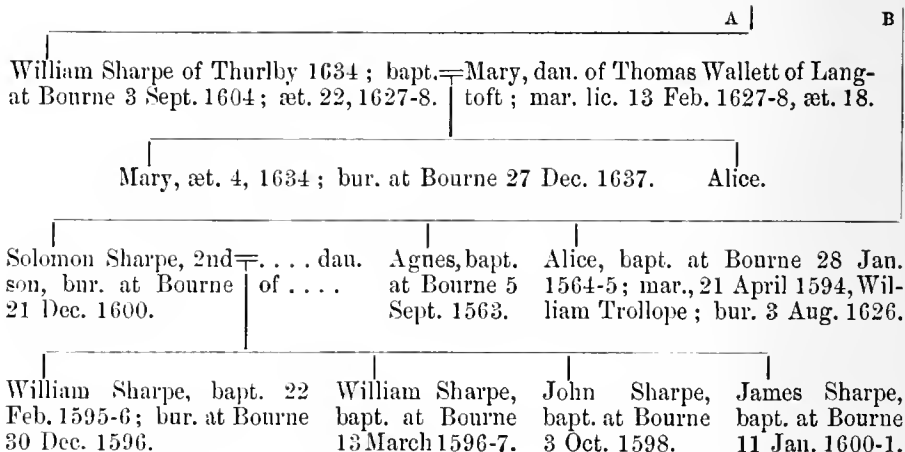 A B
William Sharpe of Thurlby 1634 ; bapt.
at Bourne 3 Sept. 1604 ; æt. 22, 1627-8.
Mary, dau. of Thomas Wallett of Lang-
toft ; mar. lic. 13 Feb. 1627-8, æt. 18.
Mary, æt. 4, 1634 ; bur. at Bourne 27 Dec. 1637.
Alice.
Solomon Sharpe, 2nd
son, bur. at Bourne
21 Dec. 1600.
. . . . dau.
of . . . .
Agnes, bapt.
at Bourne 5
Sept. 1563.
Alice, bapt. at Bourne 28 Jan.
1564-5 ; mar., 21 April 1594, Wil-
liam Trollope ; bur. 3 Aug. 1626.
William Sharpe, bapt. 22
Feb. 1595-6 ; bur. at Bourne
30 Dec. 1596.
William Sharpe,
bapt. at Bourne
13 March 1596-7.
John Sharpe,
bapt. at Bourne
3 Oct. 1598.
James Sharpe,
bapt. at Bourne
11 Jan. 1600-1.